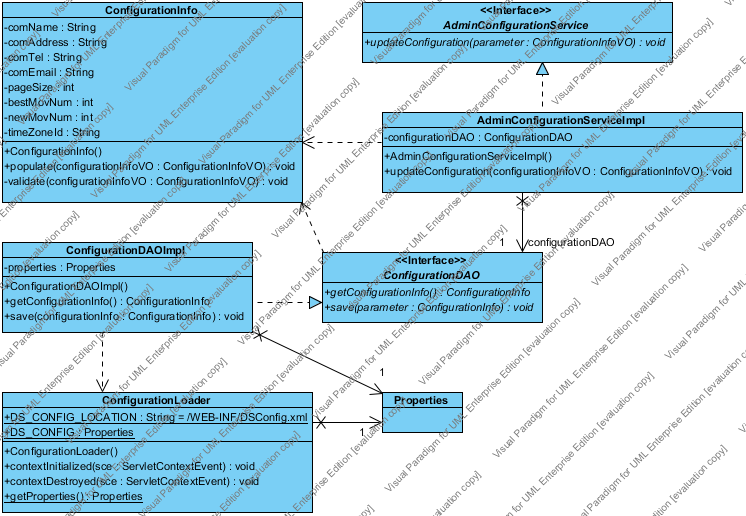 ConfigurationInfo
-comName : String
-comAddress : String
-comTel : String
-comEmail : String
-pageSize : int
-bestMovNum : int
-newMovNum : int
-timeZoneId : String
+ConfigurationInfo()
+populate(configurationInfoVO : ConfigurationInfoVO) : void
-validate(configurationInfoVO : ConfigurationInfoVO) : void
<<Interface>>
AdminConfigurationService
+updateConfiguration(parameter : ConfigurationInfoVO) : void
AdminConfigurationServiceImpl
-configurationDAO : ConfigurationDAO
+AdminConfigurationServiceImpl()
+updateConfiguration(configurationInfoVO : ConfigurationInfoVO) : void
1
/configurationDAO
ConfigurationDAOImpl
-properties : Properties
+ConfigurationDAOImpl()
+getConfigurationInfo() : ConfigurationInfo
+save(configurationInfo : ConfigurationInfo) : void
<<Interface>>
ConfigurationDAO
+getConfigurationInfo() : ConfigurationInfo
+save(parameter : ConfigurationInfo) : void
1
ConfigurationLoader
+DS_CONFIG_LOCATION : String = /WEB-INF/DSConfig.xml
+DS_CONFIG : Properties
+ConfigurationLoader()
+contextInitialized(sce : ServletContextEvent) : void
+contextDestroyed(sce : ServletContextEvent) : void
+getProperties() : Properties
1
Properties
Visual Paradigm for UML Enterprise Edition [evaluation copy]